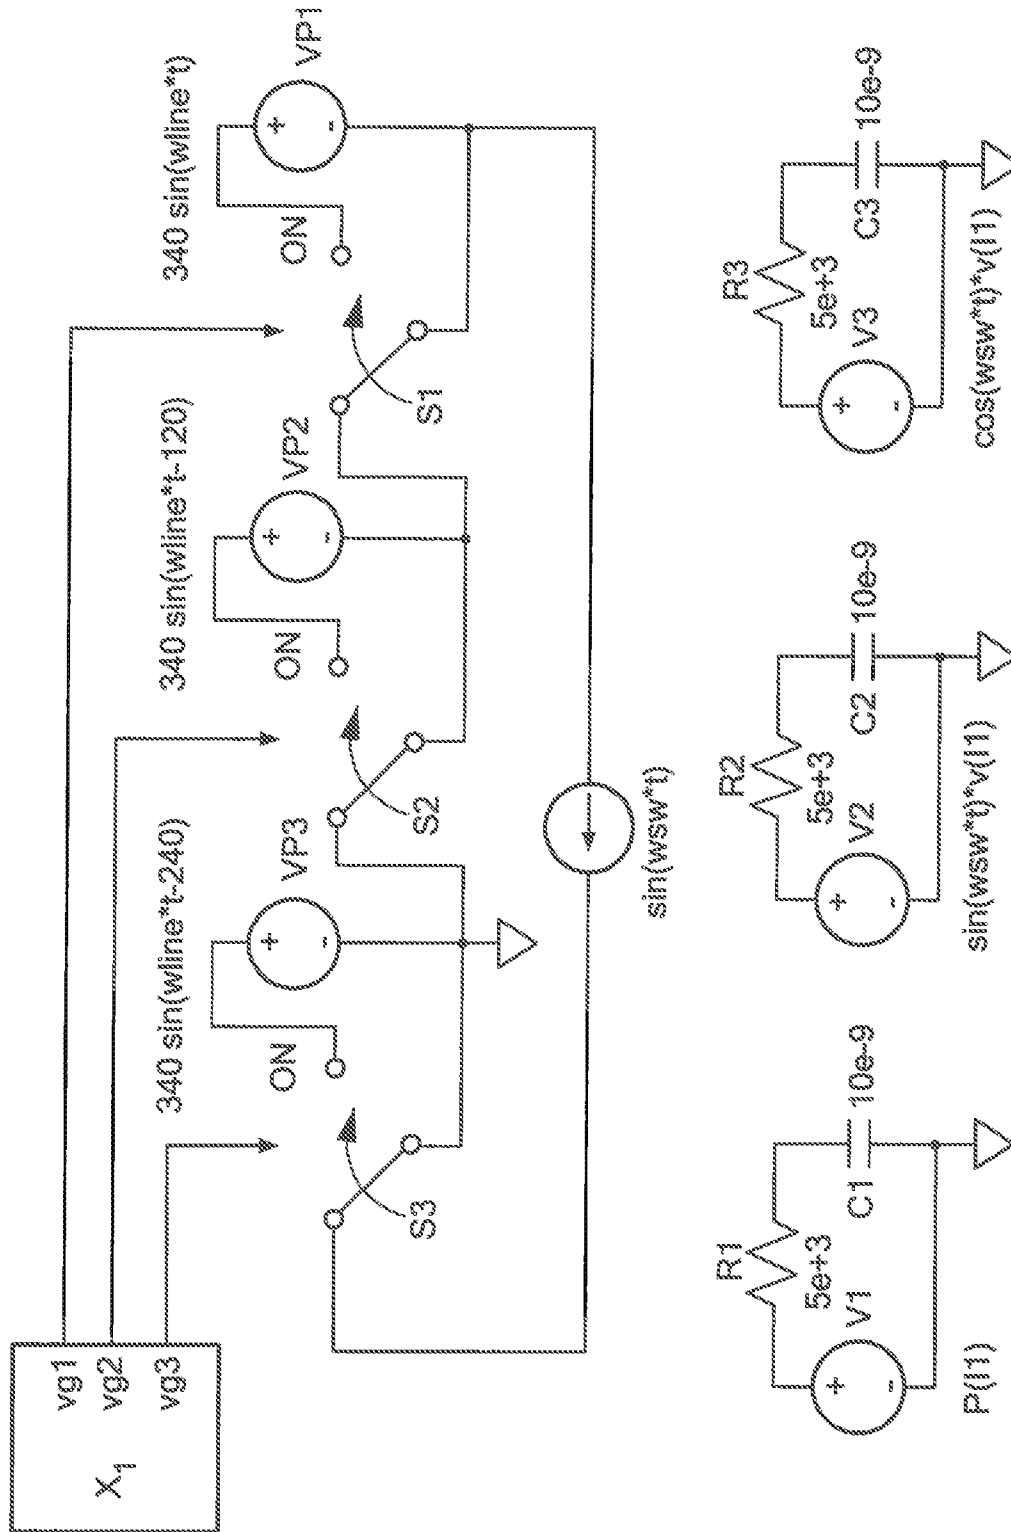 X1
vg1
vg2
vg3
340 sin(wline*t-240)
340 sin(wline*t-120)
340 sin(wline*t)
ON
VP3
+
-
ON
VP2
+
-
ON
VP1
+
-
S3
S2
S1
sin(wsw*t)
R1
5e+3
V1
+
-
C1
10e-9
P(I1)
R2
5e+3
V2
+
-
C2
10e-9
sin(wsw*t)*v(I1)
R3
5e+3
V3
+
-
C3
10e-9
cos(wsw*t)*v(I1)